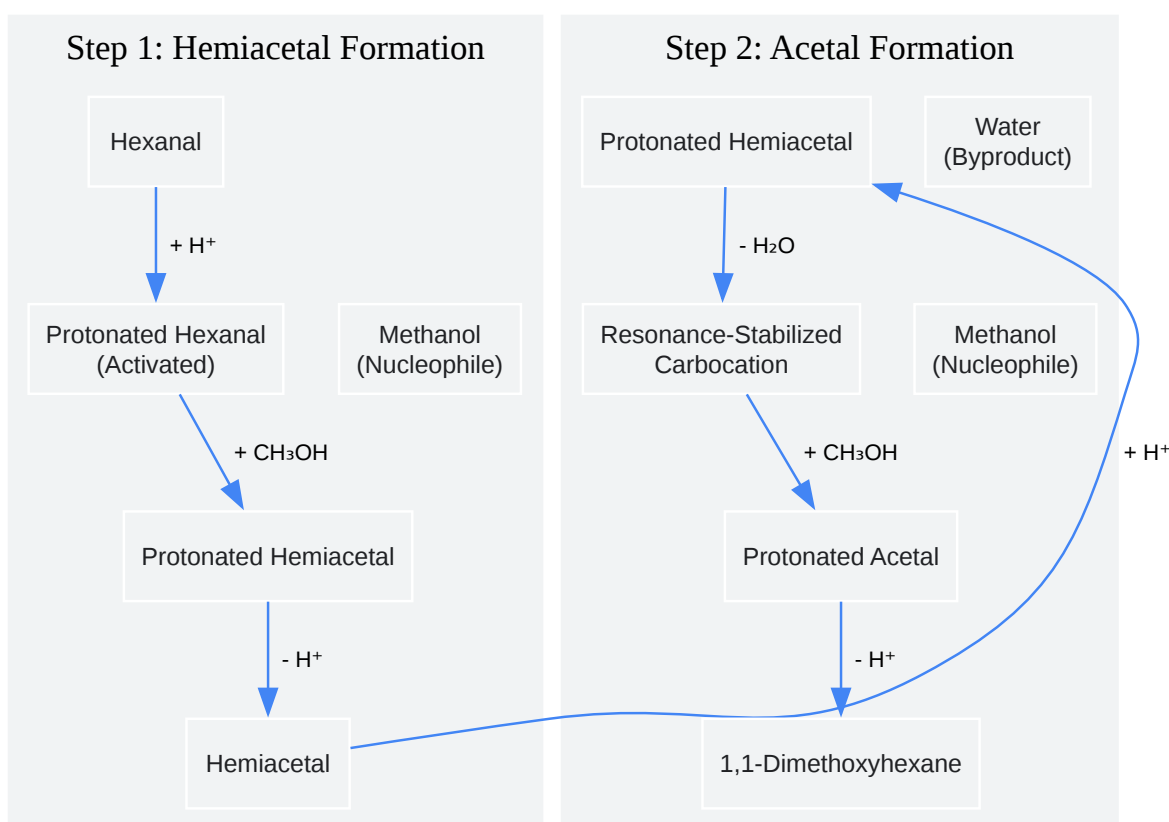 Step 1: Hemiacetal Formation
Hexanal
+ H⁺
Protonated Hexanal
(Activated)
Methanol
(Nucleophile)
+ CH₃OH
Protonated Hemiacetal
- H⁺
Hemiacetal
Step 2: Acetal Formation
Protonated Hemiacetal
Water
(Byproduct)
- H₂O
Resonance-Stabilized
Carbocation
Methanol
(Nucleophile)
+ CH₃OH
+ H⁺
Protonated Acetal
- H⁺
1,1-Dimethoxyhexane